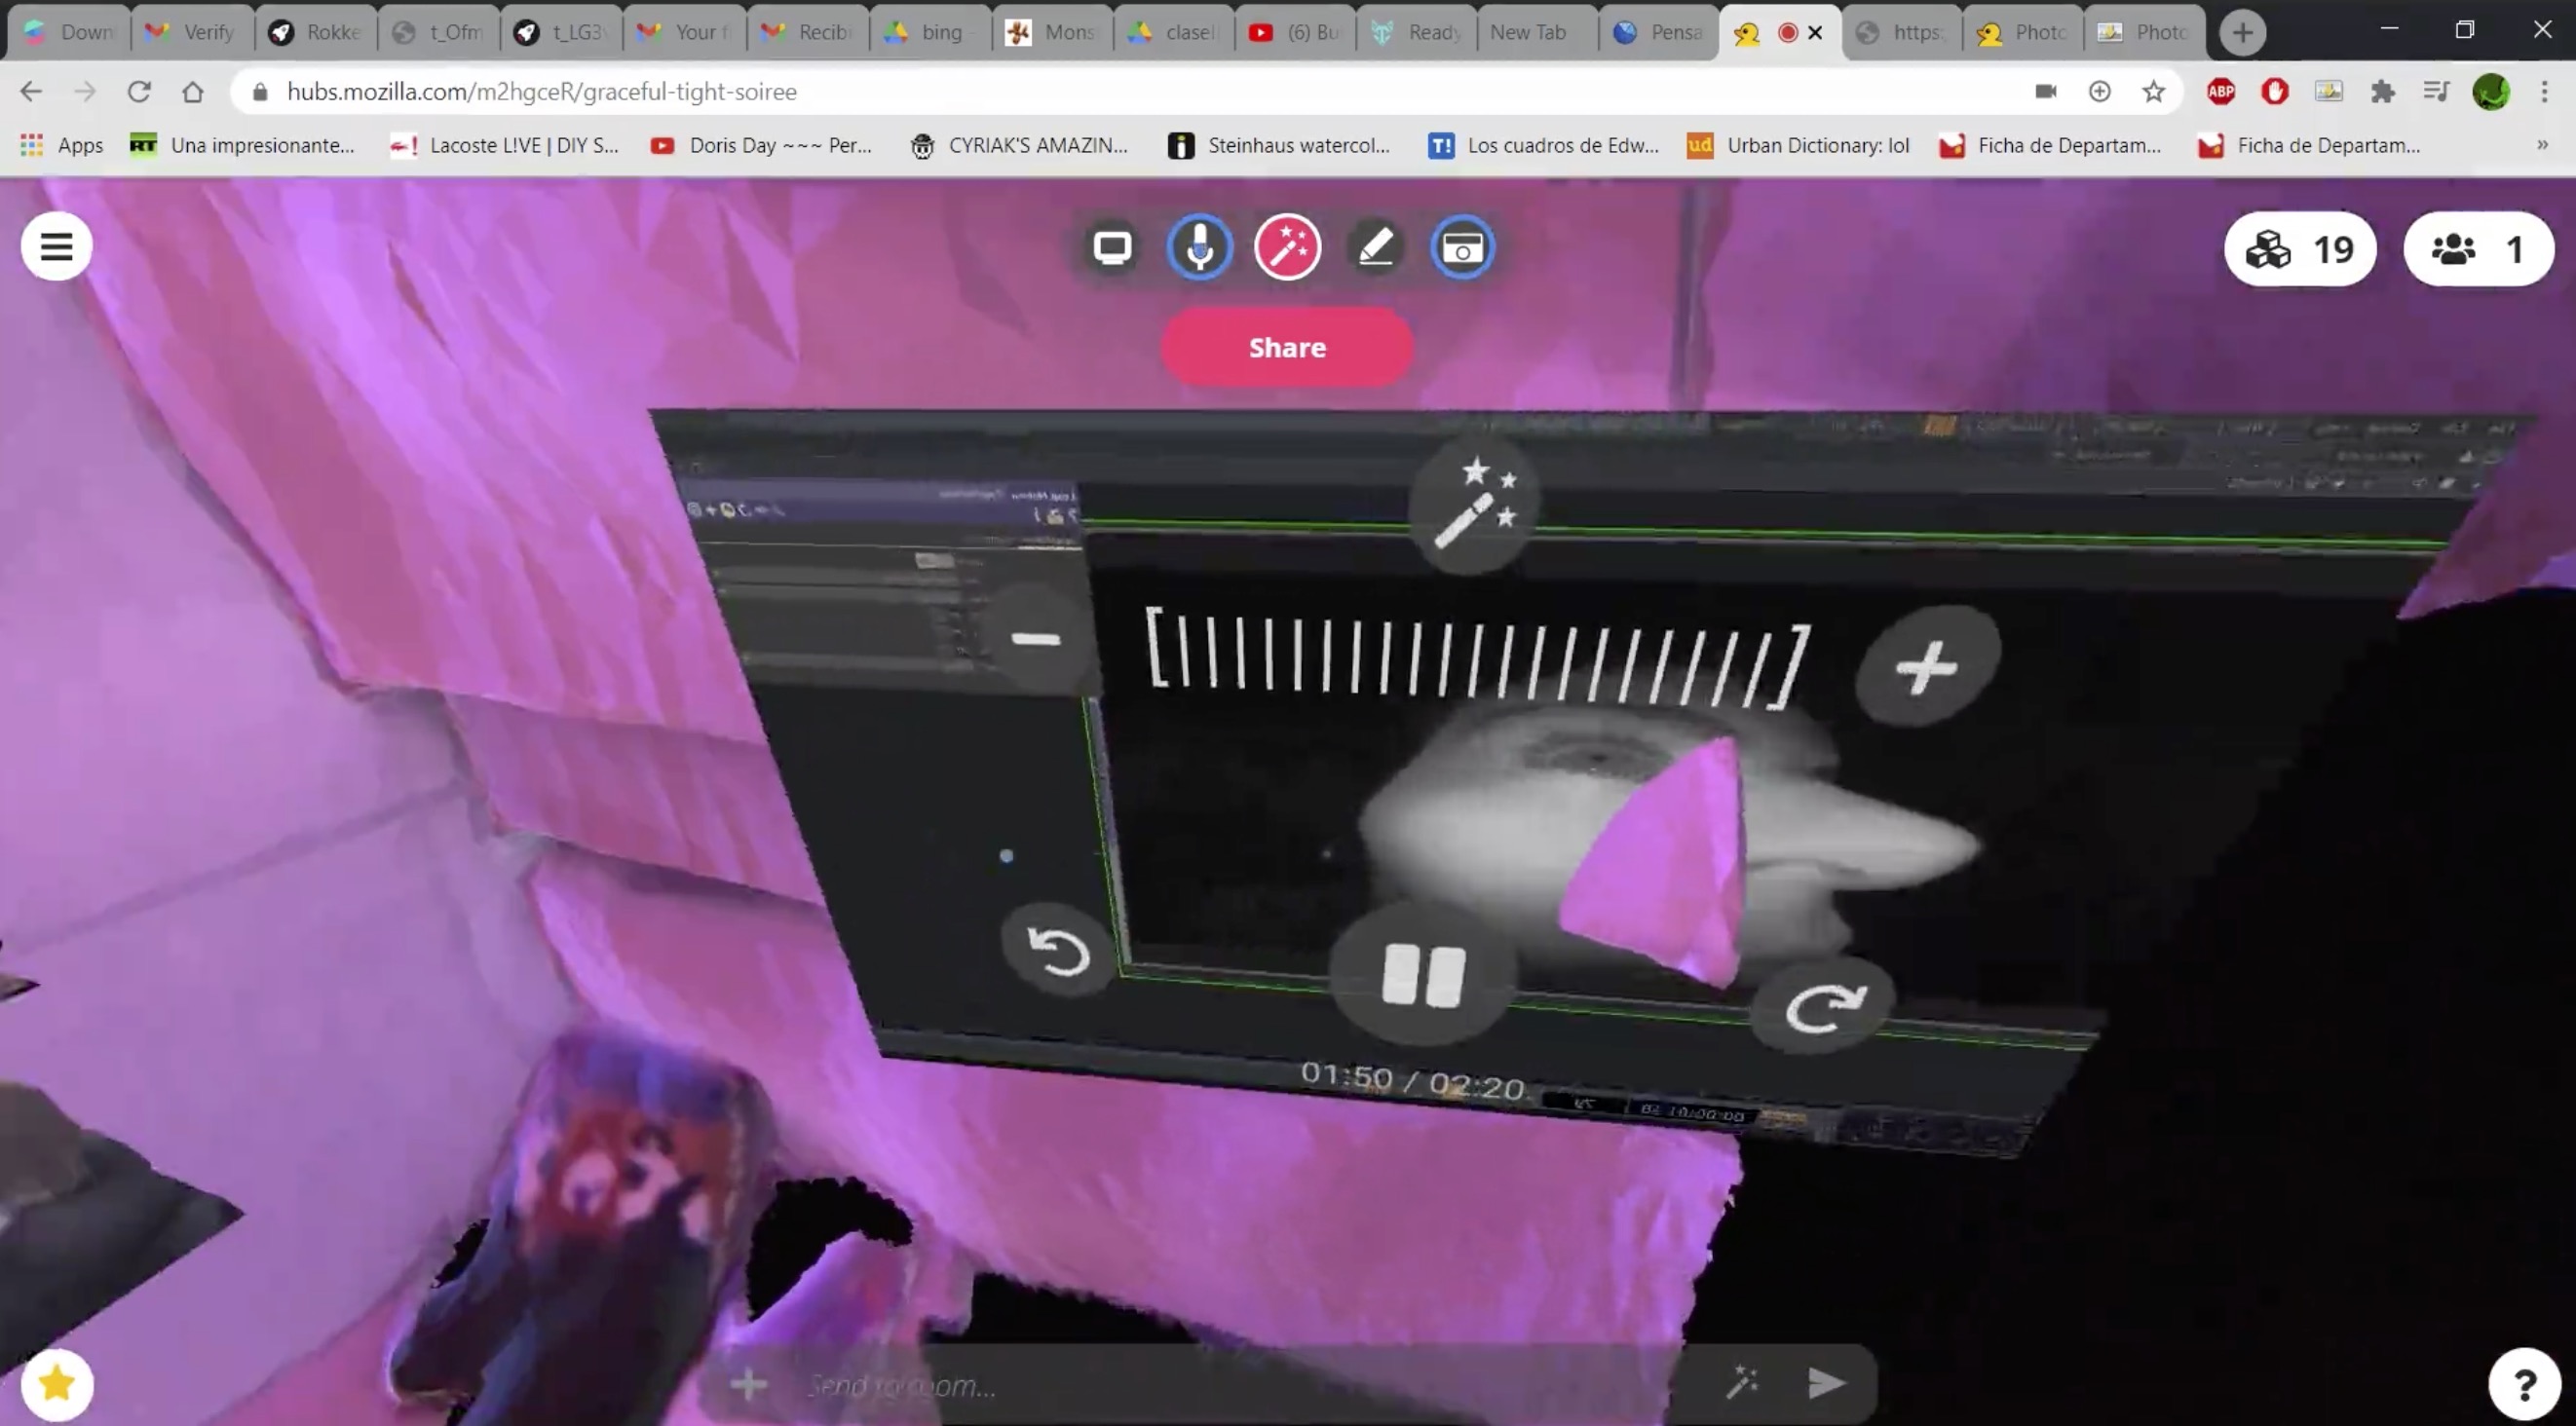 Down
Verify
Rokke
t_Ofm
t_LG3
Your f
Recibi
bing -
Mons
clasel
(6) Bu
Ready
New Tab
Pensa
https:
Photo
Photo
hubs.mozilla.com/m2hgceR/graceful-tight-soiree
ABP
Apps
RT Una impresionante...
Lacoste L!VE | DIY S...
Doris Day ~~~ Per...
CYRIAK'S AMAZIN...
Steinhaus watercol...
T! Los cuadros de Edw...
ud Urban Dictionary: lol
Ficha de Departam...
Ficha de Departam...
»
19
1
Share
01:50 / 02:20
Send to room...
?